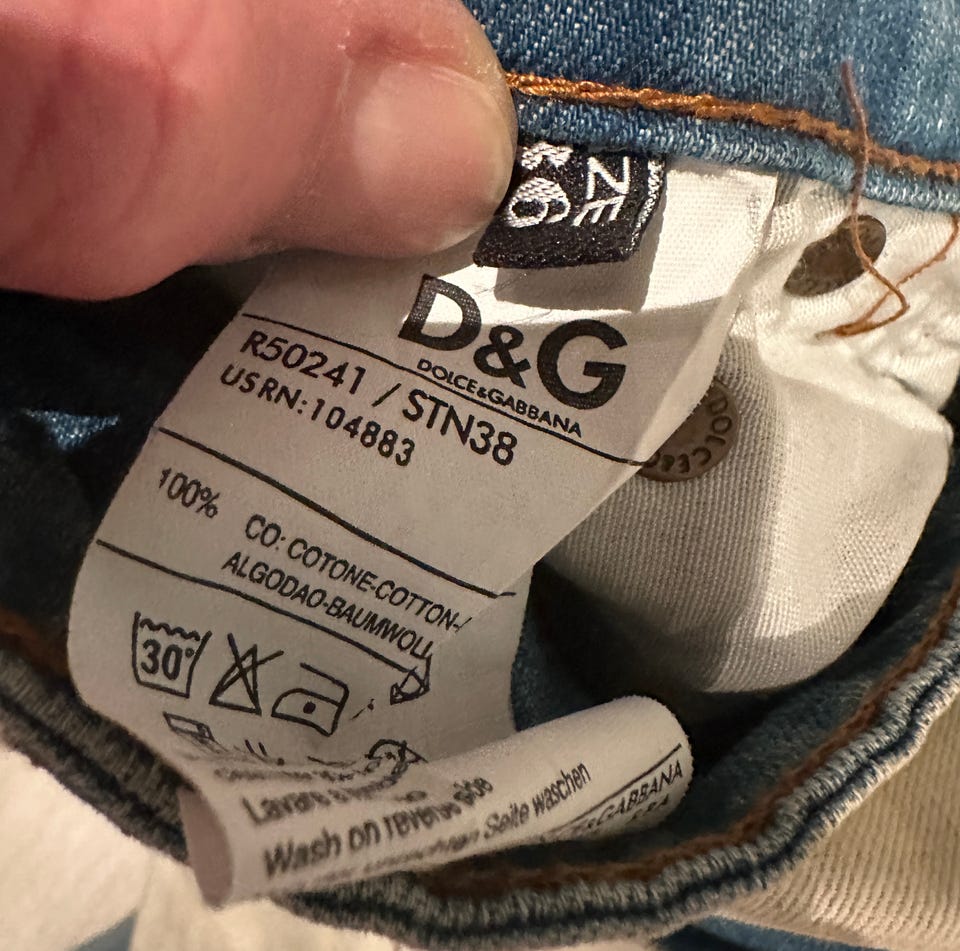 D&G
DOLCE&GABBANA
R50241 / STN38
US RN:104883
100% CO: COTONE-COTTON-
ALGODAO-BAUMWOLL
30°
Lavare a
Wash on reverse side
Seite waschen
GABBANA
DOLCE&